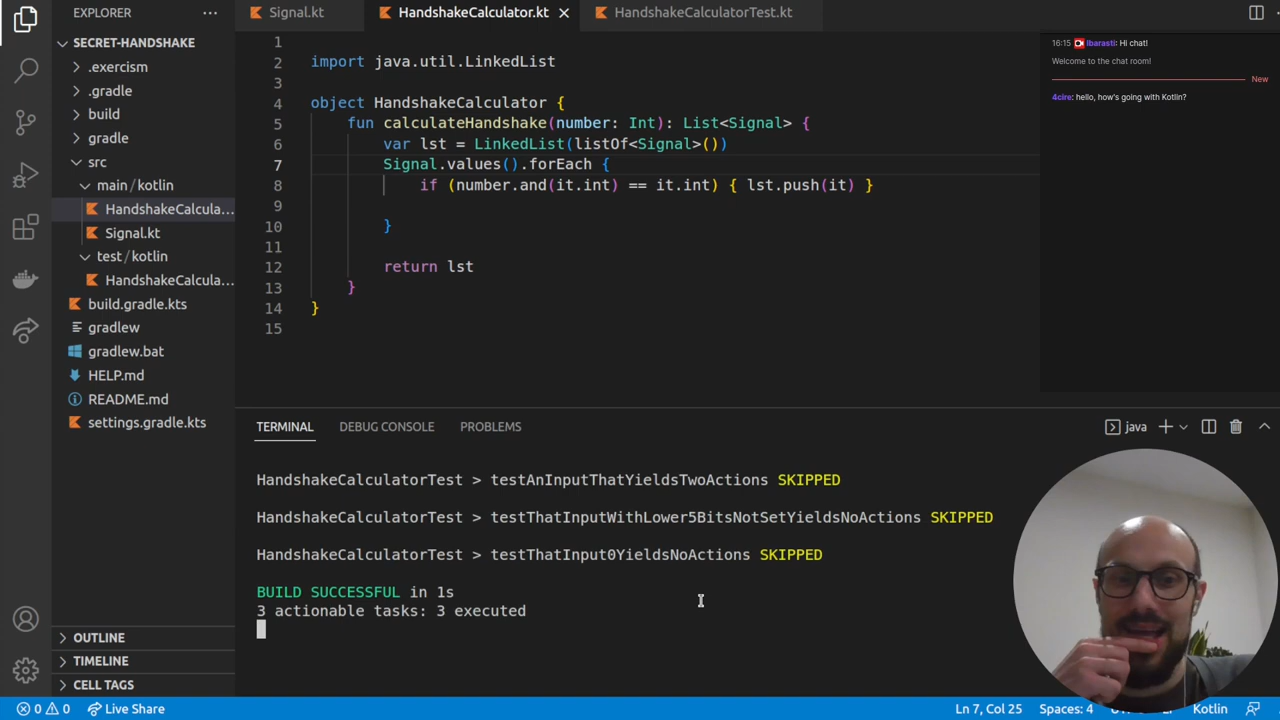 EXPLORER
Signal.kt
HandshakeCalculator.kt
HandshakeCalculatorTest.kt
SECRET-HANDSHAKE
.exercism
.gradle
build
gradle
src
main/kotlin
HandshakeCalcula...
Signal.kt
test/kotlin
HandshakeCalcula...
build.gradle.kts
gradlew
gradlew.bat
HELP.md
README.md
settings.gradle.kts
OUTLINE
TIMELINE
CELL TAGS
1
2 import java.util.LinkedList
3
4 object HandshakeCalculator {
5 fun calculateHandshake(number: Int): List<Signal> {
6 var lst = LinkedList(listOf<Signal>())
7 Signal.values().forEach {
8 if (number.and(it.int) == it.int) { lst.push(it) }
9
10 }
11
12 return lst
13 }
14 }
15
16:15 ibarasti: Hi chat!
Welcome to the chat room!
New
4cire: hello, how's going with Kotlin?
TERMINAL DEBUG CONSOLE PROBLEMS
java
HandshakeCalculatorTest > testAnInputThatYieldsTwoActions SKIPPED
HandshakeCalculatorTest > testThatInputWithLower5BitsNotSetYieldsNoActions SKIPPED
HandshakeCalculatorTest > testThatInput0YieldsNoActions SKIPPED
BUILD SUCCESSFUL in 1s
3 actionable tasks: 3 executed
0 0 Live Share
Ln 7, Col 25 Spaces: 4
Kotlin